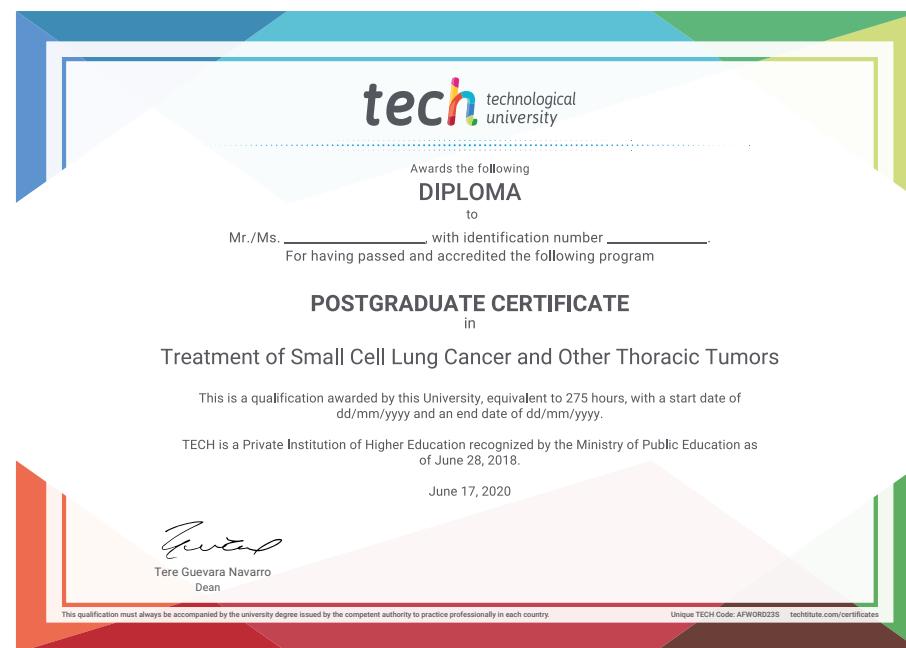 tech technological
university
Awards the following
DIPLOMA
to
Mr./Ms. ____________, with identification number ____________.
For having passed and accredited the following program
POSTGRADUATE CERTIFICATE
in
Treatment of Small Cell Lung Cancer and Other Thoracic Tumors
This is a qualification awarded by this University, equivalent to 275 hours, with a start date of
dd/mm/yyyy and an end date of dd/mm/yyyy.
TECH is a Private Institution of Higher Education recognized by the Ministry of Public Education as
of June 28, 2018.
June 17, 2020
Tere Guevara Navarro
Dean
This qualification must always be accompanied by the university degree issued by the competent authority to practice professionally in each country. Unique TECH Code: AFWORD23S techtitute.com/certificates